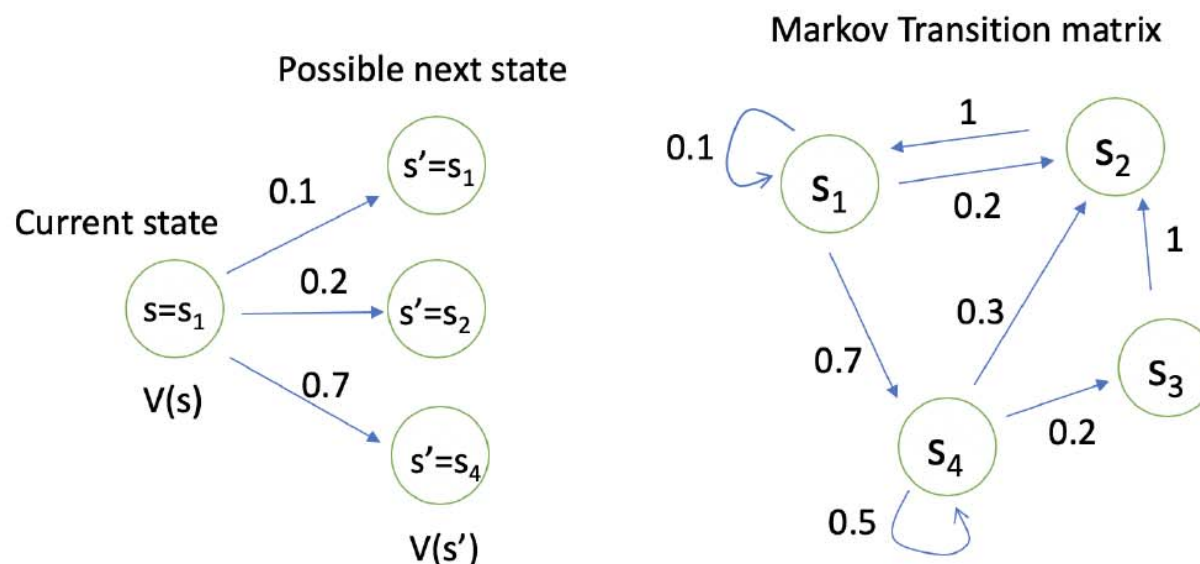 Possible next state
Current state
s=s₁
V(s)
0.1
0.2
0.7
s'=s₁
s'=s₂
s'=s₄
V(s')
Markov Transition matrix
0.1
s₁
1
0.2
s₂
0.7
0.3
1
s₃
s₄
0.2
0.5